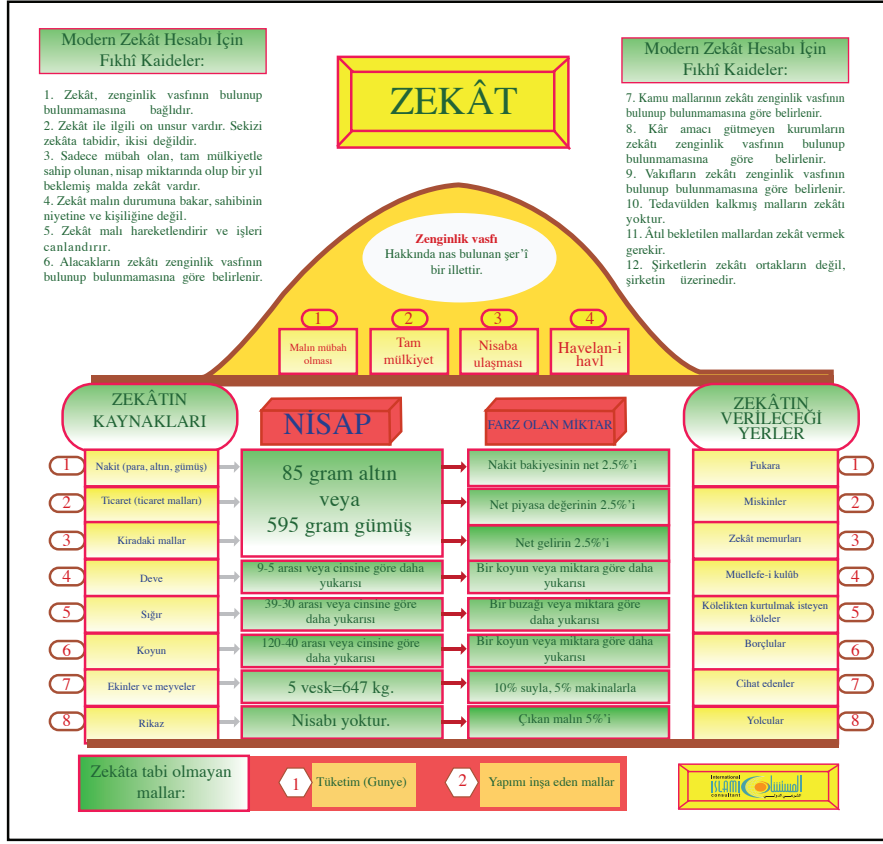 Modern Zekât Hesabı İçin
Fıkhî Kaideler:
1. Zekât, zenginlik vasfının bulunup
bulunmamasına bağlıdır.
2. Zekât ile ilgili on unsur vardır. Sekizi
zekâta tabidir, ikisi değildir.
3. Sadece mübah olan, tam mülkiyetle
sahip olunan, nisap miktarında olup bir yıl
beklemiş malda zekât vardır.
4. Zekât malın durumuna bakar, sahibinin
niyetine ve kişiliğine değil.
5. Zekât malı hareketlendirir ve işleri
canlandırır.
6. Alacakların zekâtı zenginlik vasfının
bulunup bulunmamasına göre belirlenir.
ZEKÂT
Modern Zekât Hesabı İçin
Fıkhî Kaideler:
7. Kamu mallarının zekâtı zenginlik vasfının
bulunup bulunmamasına göre belirlenir.
8. Kâr amacı gütmeyen kurumların
zekâtı zenginlik vasfının bulunup
bulunmamasına göre belirlenir.
9. Vakıfların zekâtı zenginlik vasfının
bulunup bulunmamasına göre belirlenir.
10. Tedavülden kalkmış malların zekâtı
yoktur.
11. Âtıl bekletilen mallardan zekât vermek
gerekir.
12. Şirketlerin zekâtı ortakların değil,
şirketin üzerinedir.
Zenginlik vasfı
Hakkında nas bulunan şer’î
bir illettir.
1
Malın mübah
olması
2
Tam
mülkiyet
3
Nisaba
ulaşması
4
Havelan-i
havl
ZEKÂTIN
KAYNAKLARI
NİSAP
FARZ OLAN MİKTAR
ZEKÂTIN
VERİLECEĞİ
YERLER
1 Nakit (para, altın, gümüş)
2 Ticaret (ticaret malları)
3 Kiradaki mallar
85 gram altın
veya
595 gram gümüş
Nakit bakiyesinin net 2.5%’i
Net piyasa değerinin 2.5%’i
Net gelirin 2.5%’i
Fukara 1
Miskinler 2
Zekât memurları 3
4 Deve
9-5 arası veya cinsine göre daha
yukarısı
Bir koyun veya miktara göre daha
yukarısı
Müellefe-i kulûb 4
5 Sığır
39-30 arası veya cinsine göre
daha yukarısı
Bir buzağı veya miktara göre
daha yukarısı
Kölelikten kurtulmak isteyen
köleler 5
6 Koyun
120-40 arası veya cinsine göre
daha yukarısı
Bir koyun veya miktara göre daha
yukarısı
Borçlular 6
7 Ekinler ve meyveler
5 vesk=647 kg.
10% suyla, 5% makinalarla
Cihat edenler 7
8 Rikaz
Nisabı yoktur.
Çıkan malın 5%’i
Yolcular 8
Zekâta tabi olmayan
mallar:
1 Tüketim (Gunye)
2 Yapımı inşa eden mallar
International
ISLAMIC
consultant
المستشار
الشرعي الدولي